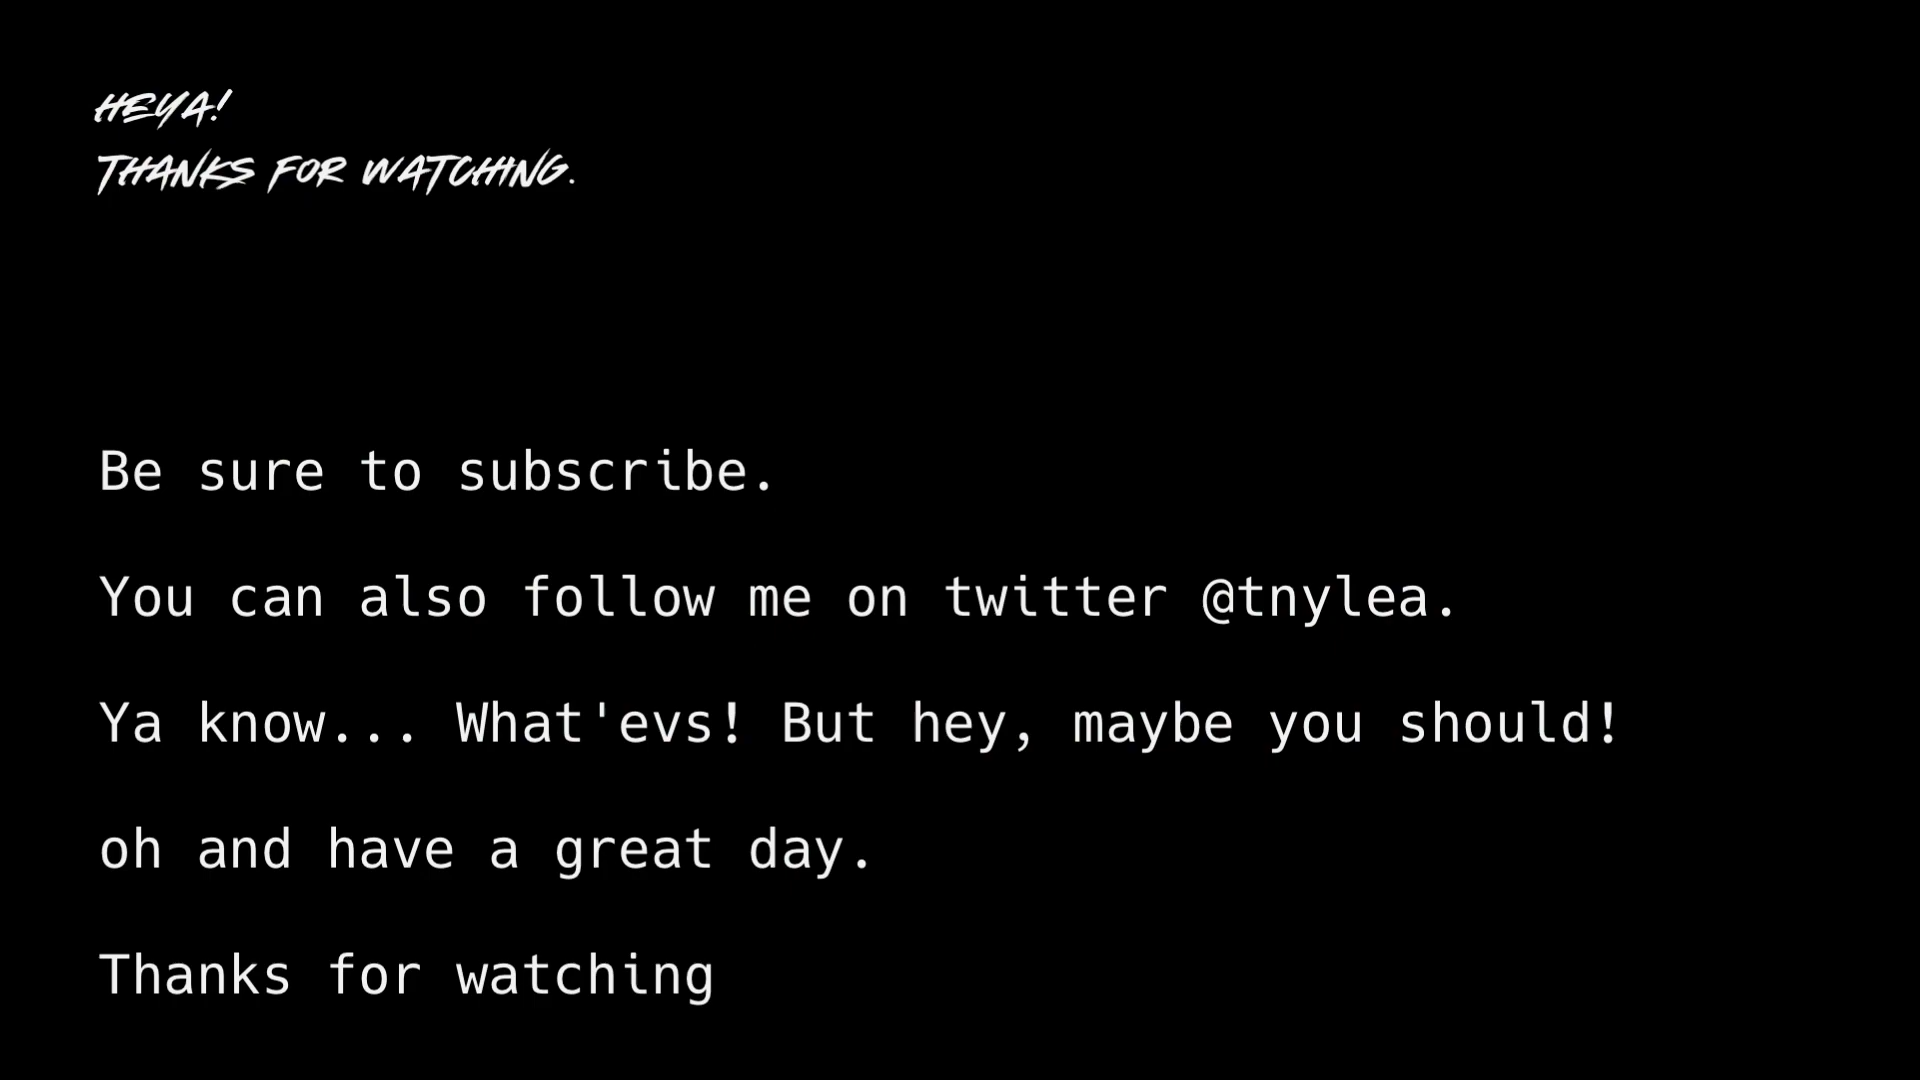 HEYA!
THANKS FOR WATCHING.
Be sure to subscribe.
You can also follow me on twitter @tnylea.
Ya know... What'evs! But hey, maybe you should!
oh and have a great day.
Thanks for watching